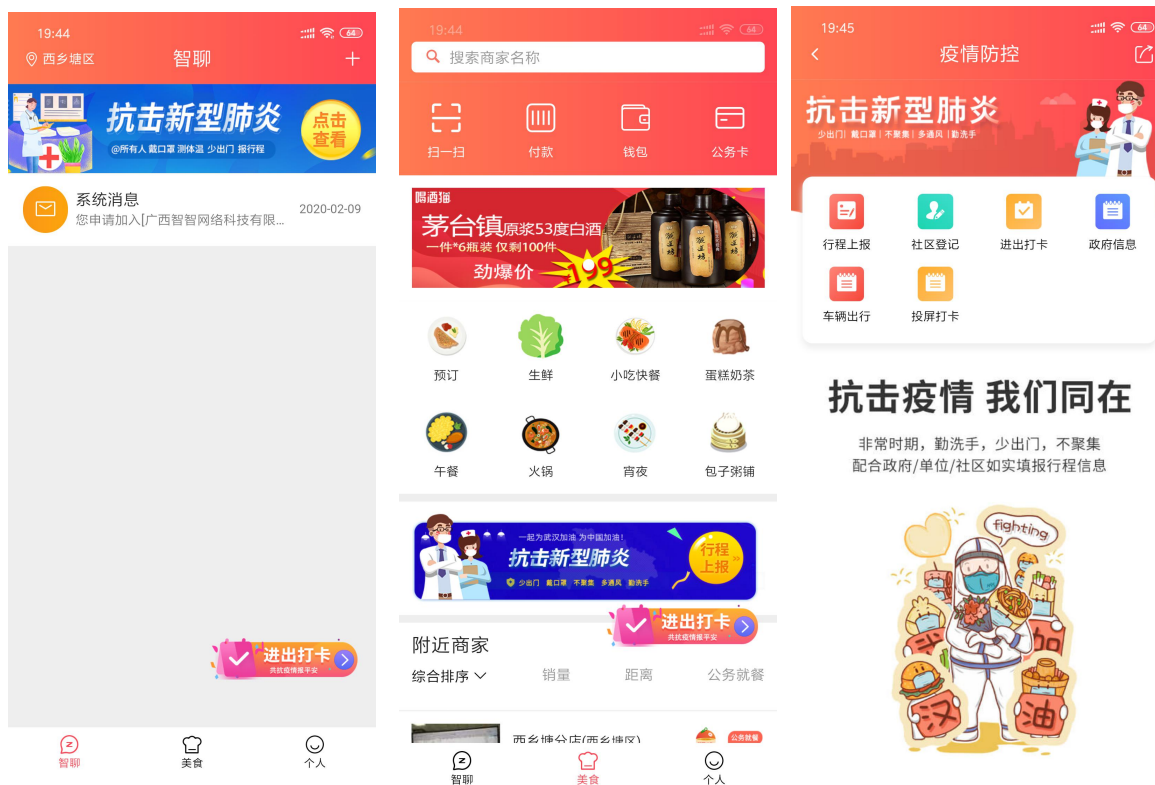 19:44
64
西乡塘区
智聊
抗击新型肺炎
@所有人 戴口罩 测体温 少出门 报行程
点击
查看
系统消息
您申请加入[广西智智网络科技有限...
2020-02-09
进出打卡
共抗疫情报平安
智聊
美食
个人
19:44
64
搜索商家名称
扫一扫
付款
钱包
公务卡
喝酒猫
茅台镇原浆53度白酒
一件*6瓶装 仅剩100件
劲爆价
199
预订
生鲜
小吃快餐
蛋糕奶茶
午餐
火锅
宵夜
包子粥铺
一起为武汉加油 为中国加油!
抗击新型肺炎
少出门 戴口罩 不聚集 多通风 勤洗手
行程
上报
进出打卡
共抗疫情报平安
附近商家
综合排序
销量
距离
公务就餐
西乡塘分店(西乡塘区)
公务就餐
智聊
美食
个人
19:45
64
疫情防控
抗击新型肺炎
少出门| 戴口罩 | 不聚集 | 多通风 |勤洗手
行程上报
社区登记
进出打卡
政府信息
车辆出行
投屏打卡
抗击疫情 我们同在
非常时期，勤洗手，少出门，不聚集
配合政府/单位/社区如实填报行程信息
fighting
武
加
汉
油